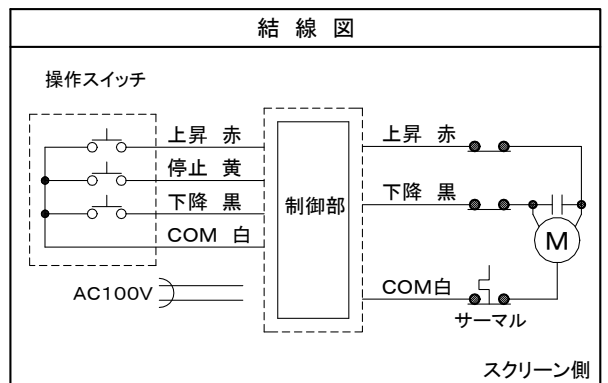 結 線 図
操作スイッチ
上昇 赤
停止 黄
下降 黒
COM 白
AC100V
制御部
上昇 赤
下降 黒
M
COM白
サーマル
スクリーン側